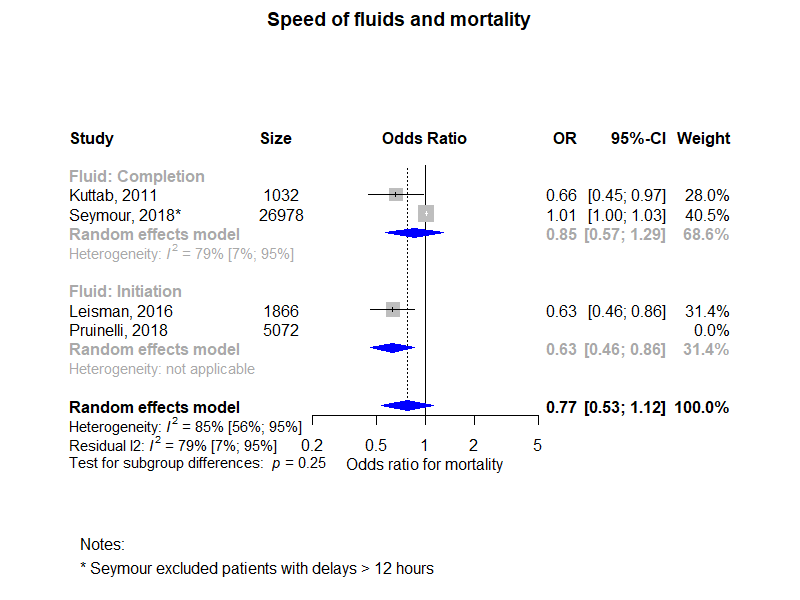 Speed of fluids and mortality
Study Size Odds Ratio OR 95%-CI Weight
Fluid: Completion
Kuttab, 2011 1032 0.66 [0.45; 0.97] 28.0%
Seymour, 2018* 26978 1.01 [1.00; 1.03] 40.5%
Random effects model 0.85 [0.57; 1.29] 68.6%
Heterogeneity: I² = 79% [7%; 95%]
Fluid: Initiation
Leisman, 2016 1866 0.63 [0.46; 0.86] 31.4%
Pruinelli, 2018 5072 0.0%
Random effects model 0.63 [0.46; 0.86] 31.4%
Heterogeneity: not applicable
Random effects model 0.77 [0.53; 1.12] 100.0%
Heterogeneity: I² = 85% [56%; 95%]
Residual I2: I² = 79% [7%; 95%] 0.2 0.5 1 2 5
Test for subgroup differences: p = 0.25 Odds ratio for mortality
Notes:
* Seymour excluded patients with delays > 12 hours